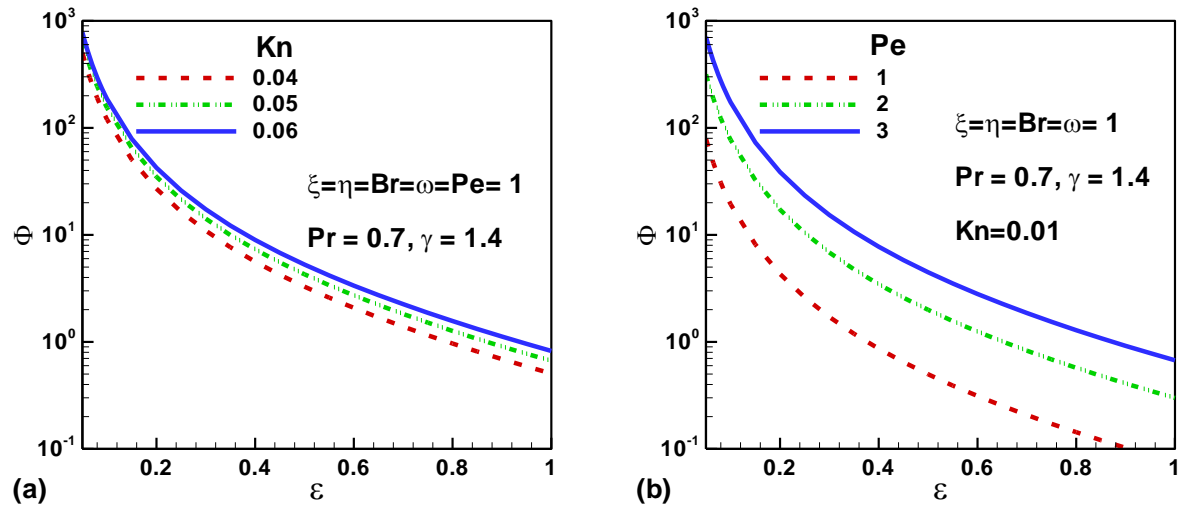 10³
10²
10¹
10⁰
10⁻¹
Φ
Kn
0.04
0.05
0.06
ξ=η=Br=ω=Pe= 1
Pr = 0.7, γ = 1.4
0.2 0.4 0.6 0.8 1
(a)
ε
10³
10²
10¹
10⁰
10⁻¹
Φ
Pe
1
2
3
ξ=η=Br=ω= 1
Pr = 0.7, γ = 1.4
Kn=0.01
0.2 0.4 0.6 0.8 1
(b)
ε